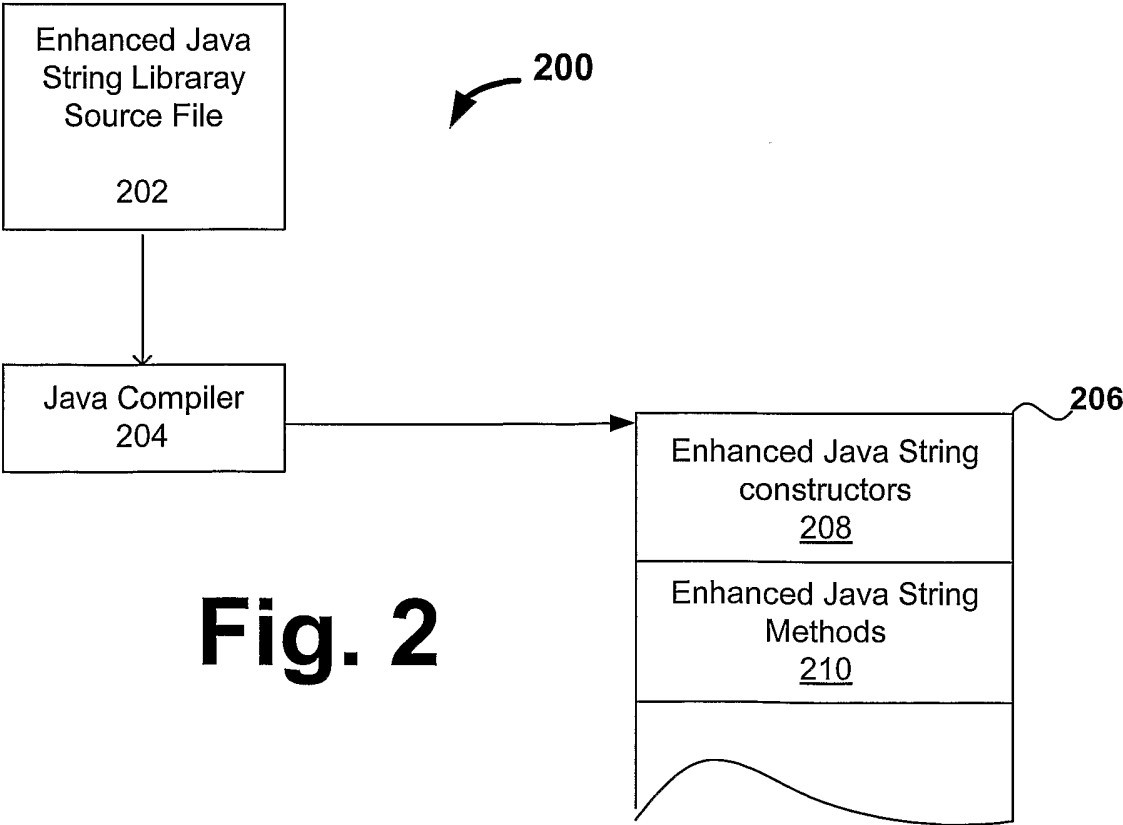 Enhanced Java
String Libraray
Source File
202
200
Java Compiler
204
206
Enhanced Java String
constructors
208
Enhanced Java String
Methods
210
Fig. 2